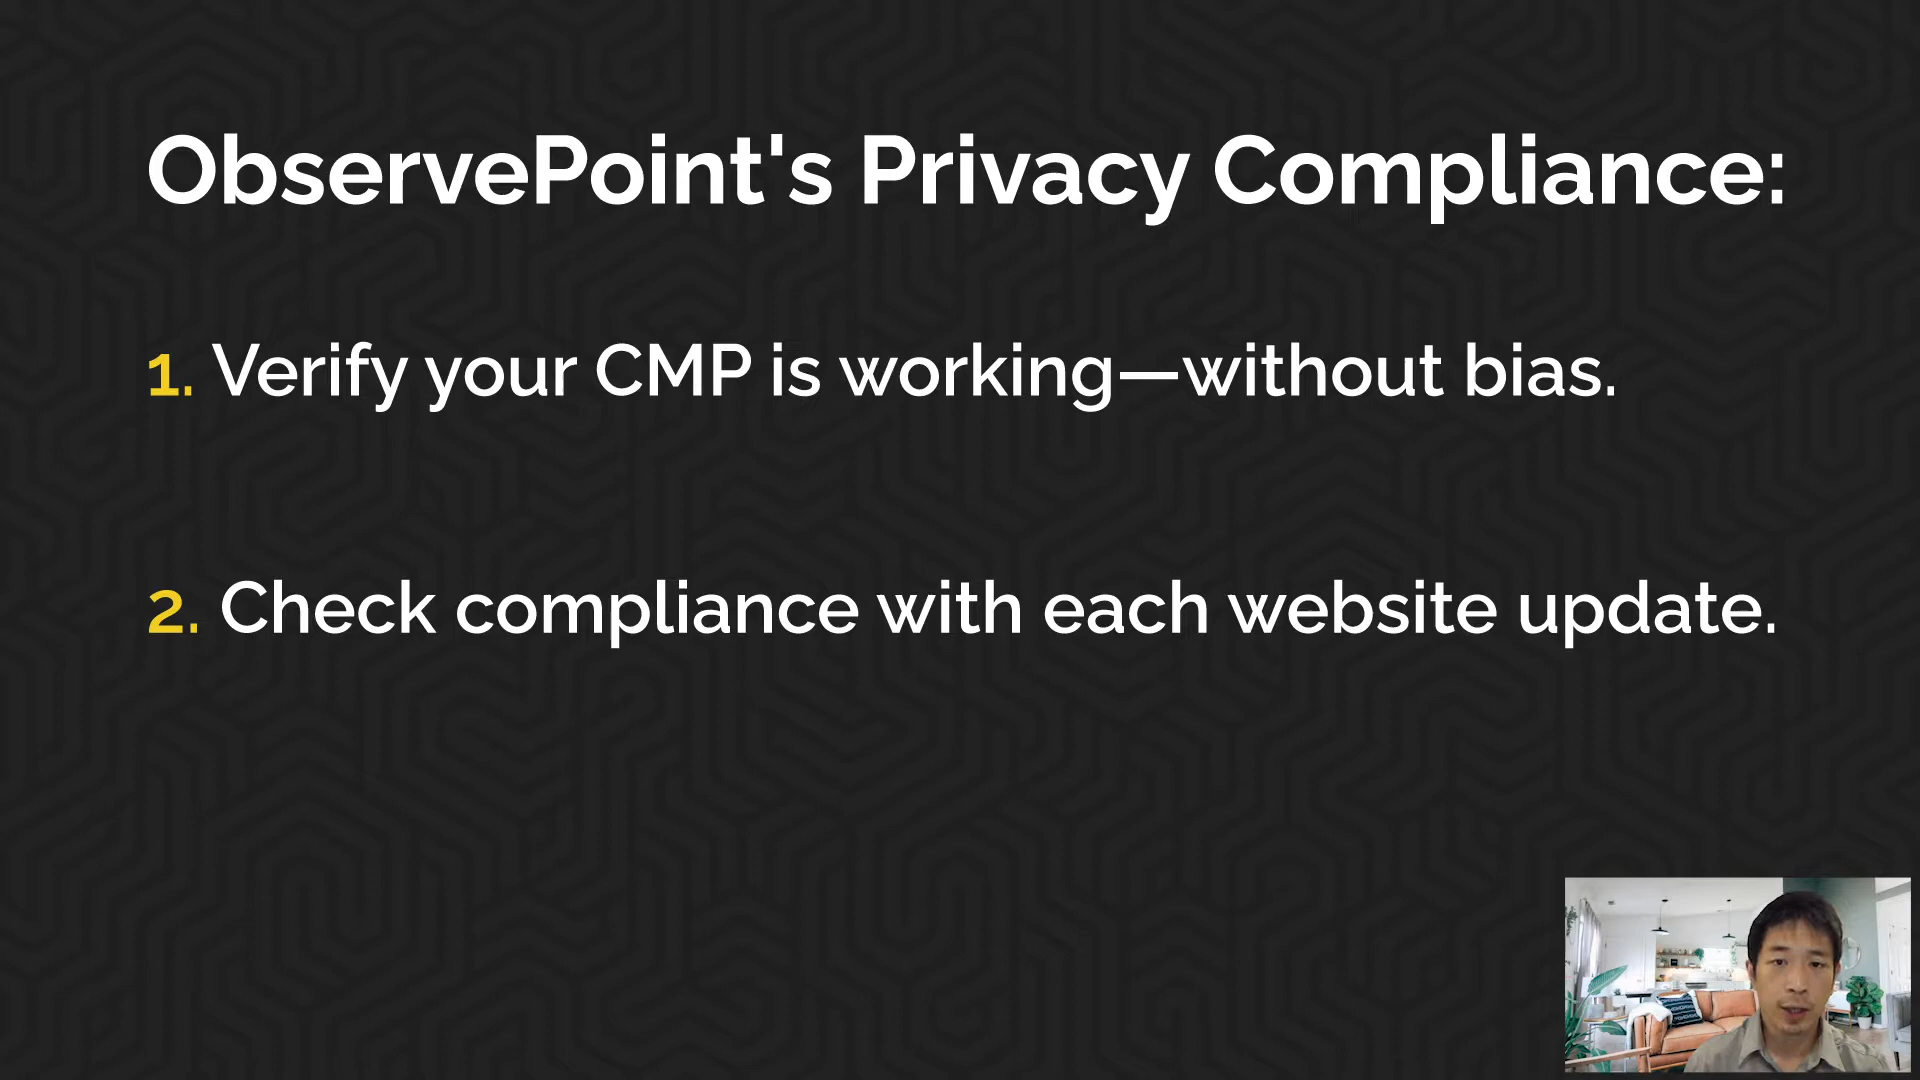 ObservePoint's Privacy Compliance:
1. Verify your CMP is working—without bias.
2. Check compliance with each website update.